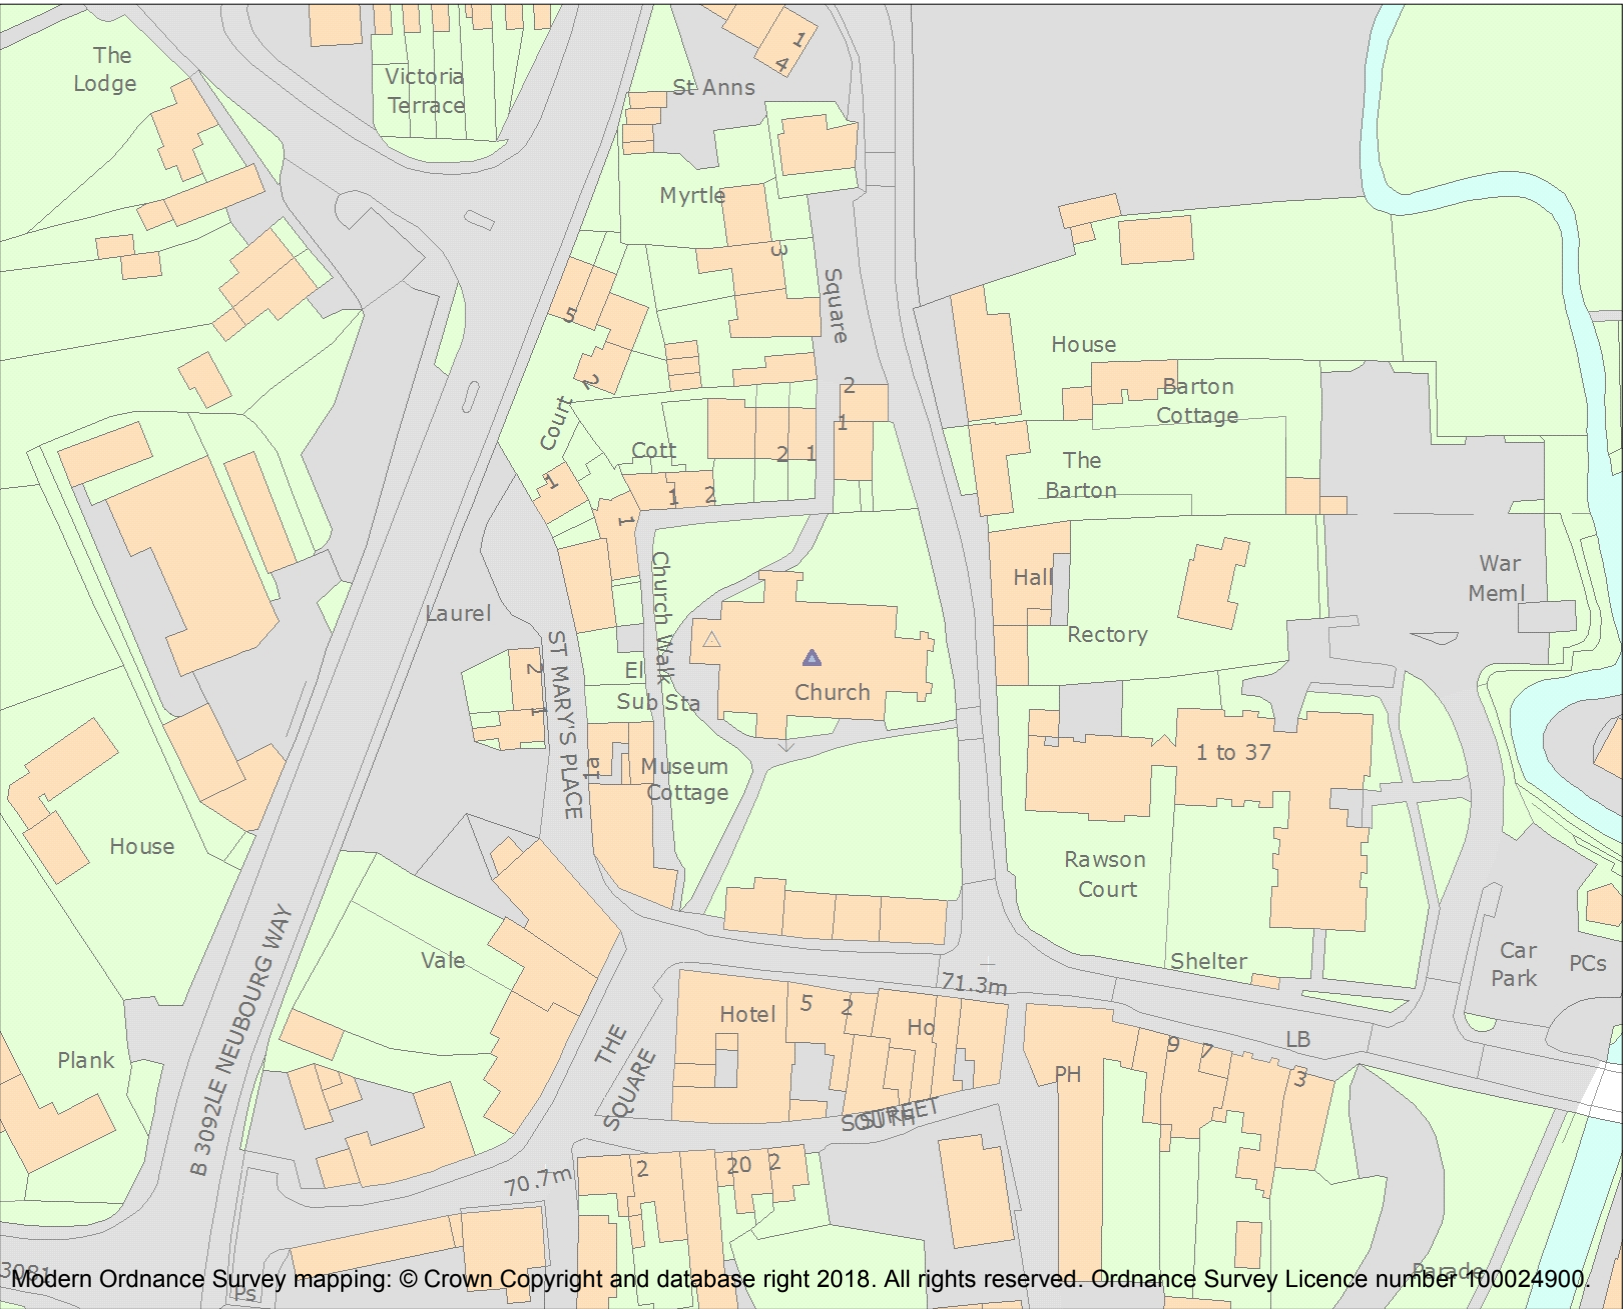 The
Lodge
Victoria
Terrace
1
4
St Anns
Myrtle
3
Square
5
2
Court
House
Barton
Cottage
2
1
Cott
2 1
The
Barton
1
1 2
1
Hall
War
Meml
Laurel
Church Walk
Rectory
ST MARY'S PLACE
2
1
El
Sub Sta
Church
1 to 37
1a
Museum
Cottage
House
Rawson
Court
B 3092
LE NEUBOURG WAY
Vale
Shelter
Car
Park
PCs
71.3m
Hotel
5 2
Ho
THE
SQUARE
LB
9 7
3
Plank
PH
SOUTH
STREET
70.7m
2
20 2
Parade
3081
Ps
Modern Ordnance Survey mapping: © Crown Copyright and database right 2018. All rights reserved. Ordnance Survey Licence number 100024900.